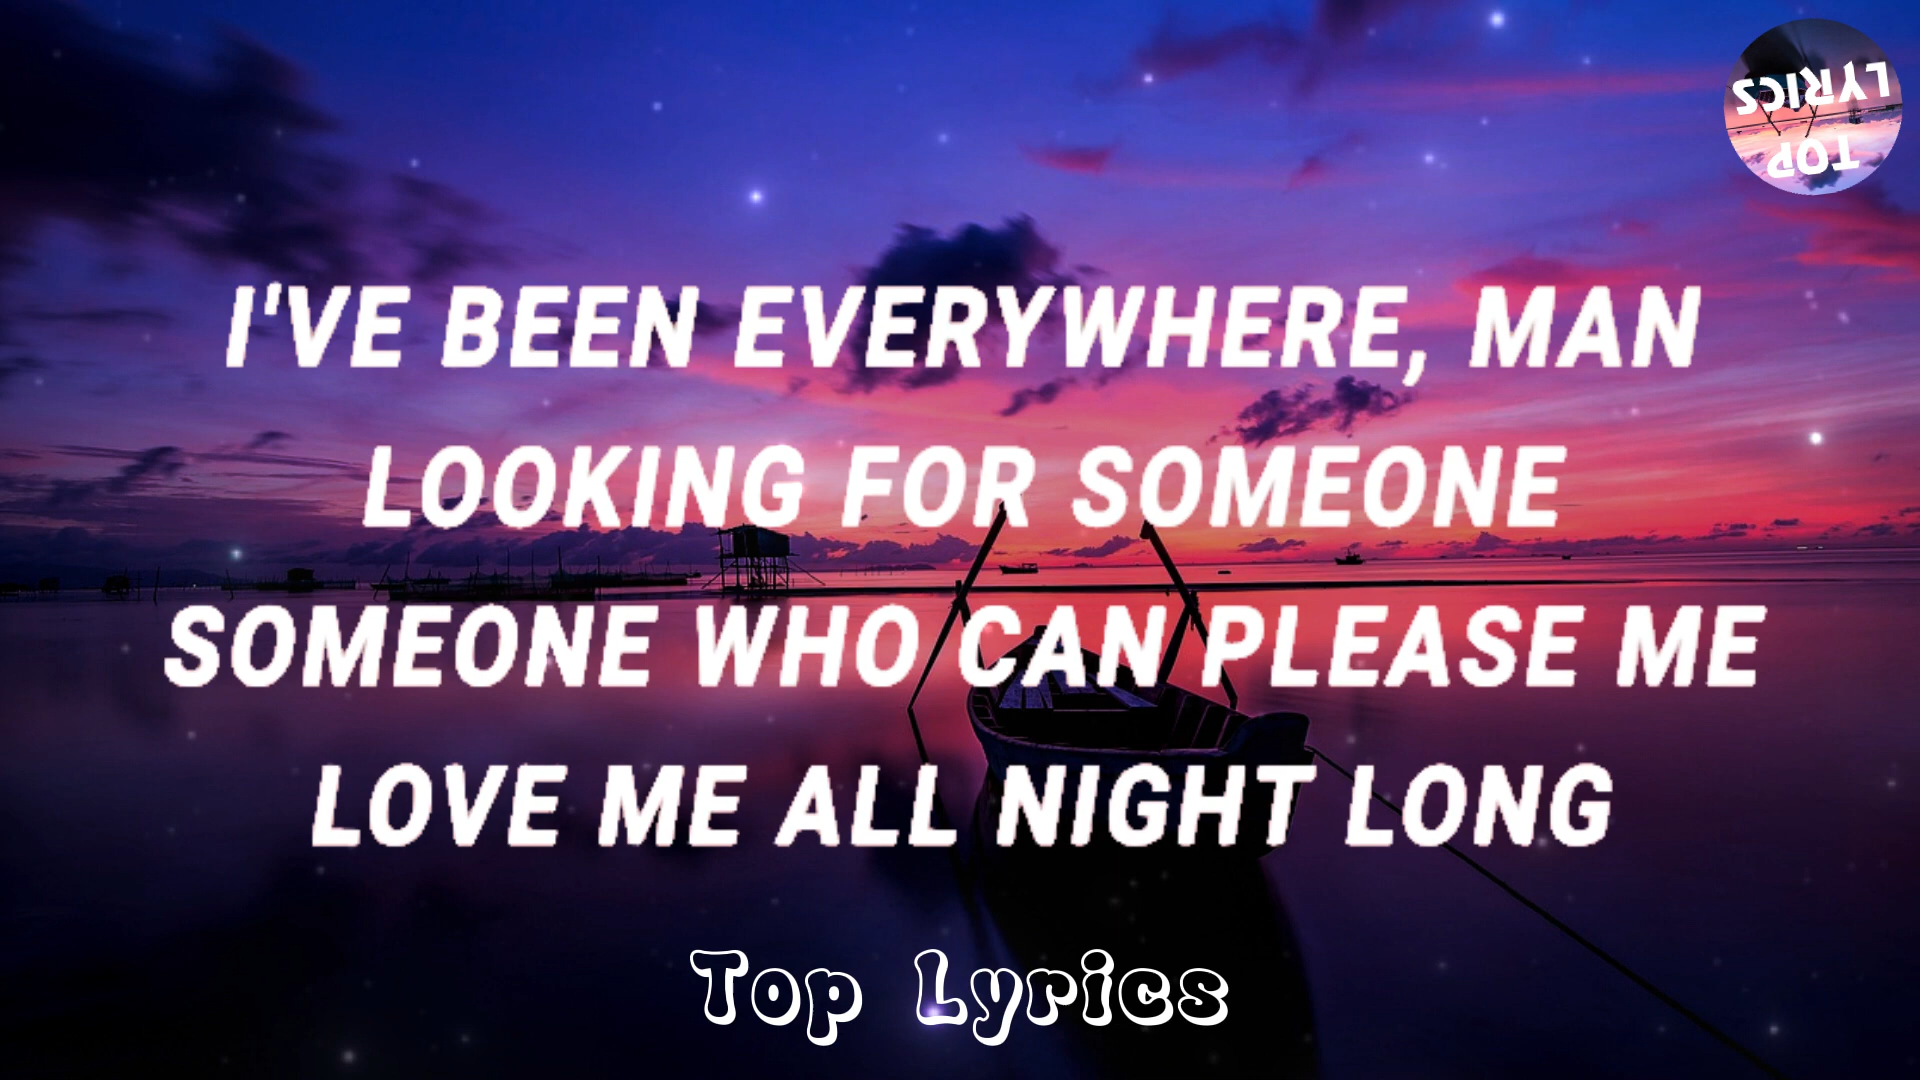 LYRICS
TOP
I'VE BEEN EVERYWHERE, MAN
LOOKING FOR SOMEONE
SOMEONE WHO CAN PLEASE ME
LOVE ME ALL NIGHT LONG
Top Lyrics